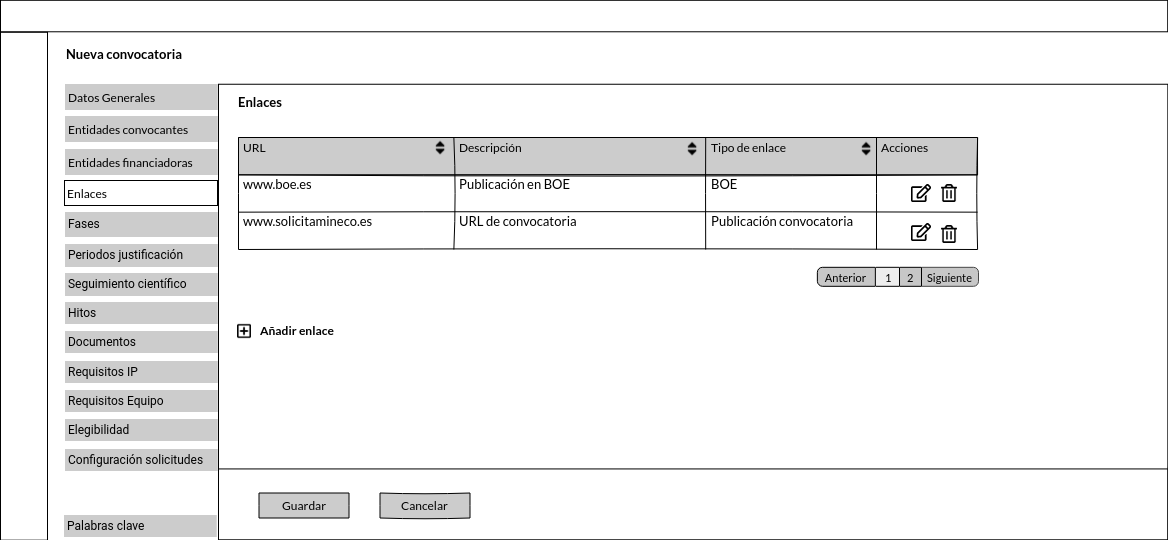 Nueva convocatoria
Datos Generales
Entidades convocantes
Entidades financiadoras
Enlaces
Fases
Periodos justificación
Seguimiento científico
Hitos
Documentos
Requisitos IP
Requisitos Equipo
Elegibilidad
Configuración solicitudes
Palabras clave
Enlaces
URL Descripción Tipo de enlace Acciones
www.boe.es Publicación en BOE BOE
www.solicitamineco.es URL de convocatoria Publicación convocatoria
Anterior 1 2 Siguiente
Añadir enlace
Guardar Cancelar